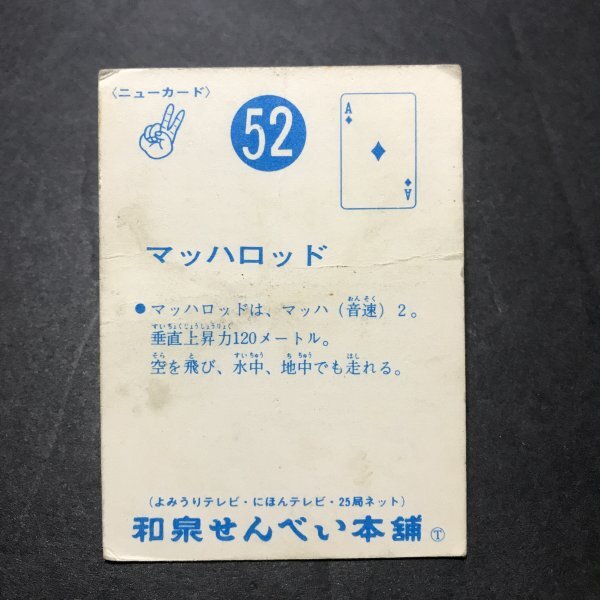 〈ニューカード〉
52
A
A
マッハロッド
●マッハロッドは、マッハ（音速）2。
おんそく
垂直上昇力120メートル。
すいちょくじょうしょうりょく
空を飛び、水中、地中でも走れる。
そら と すいちゅう ち ちゅう はし
（よみうりテレビ・にほんテレビ・25局ネット）
和泉せんべい本舗 Ⓣ